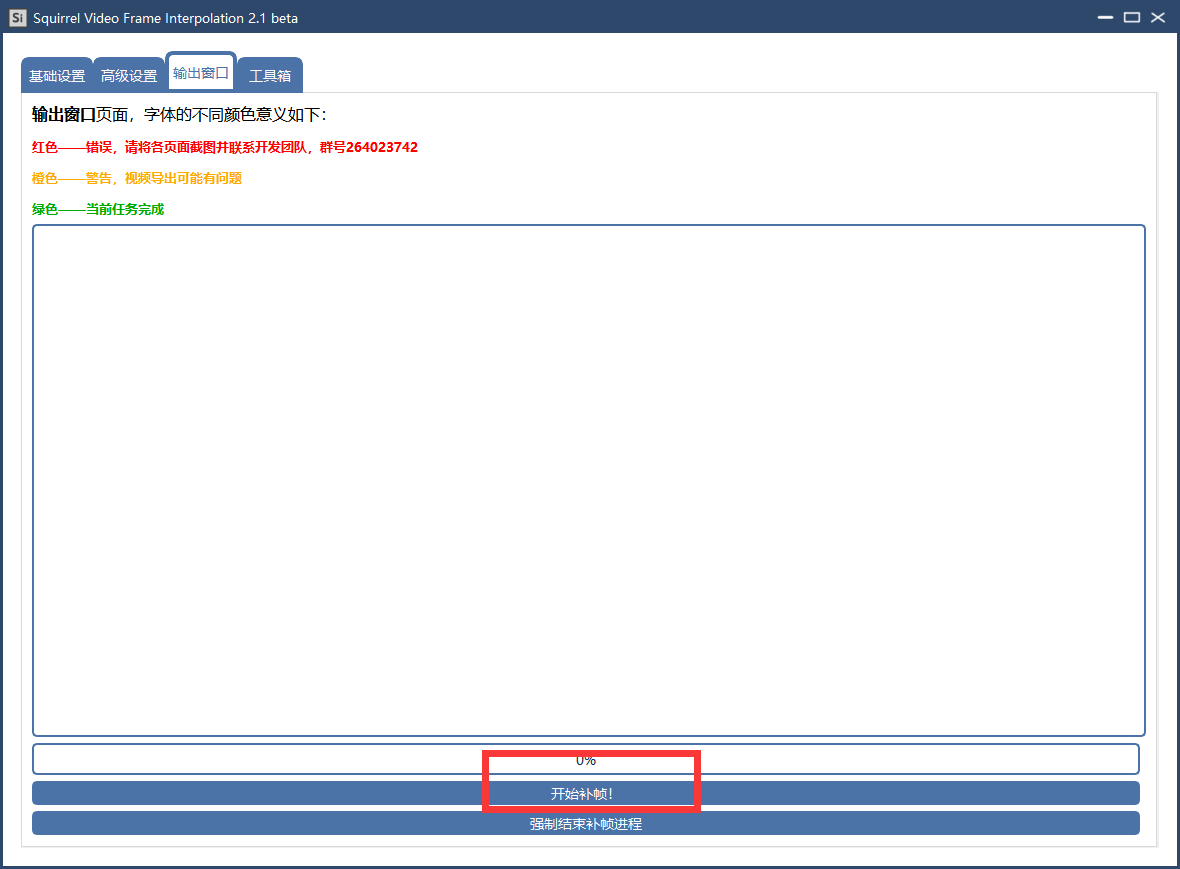 Si Squirrel Video Frame Interpolation 2.1 beta
基础设置 高级设置 输出窗口 工具箱
输出窗口页面，字体的不同颜色意义如下：
红色——错误，请将各页面截图并联系开发团队，群号264023742
橙色——警告，视频导出可能有问题
绿色——当前任务完成
0%
开始补帧！
强制结束补帧进程